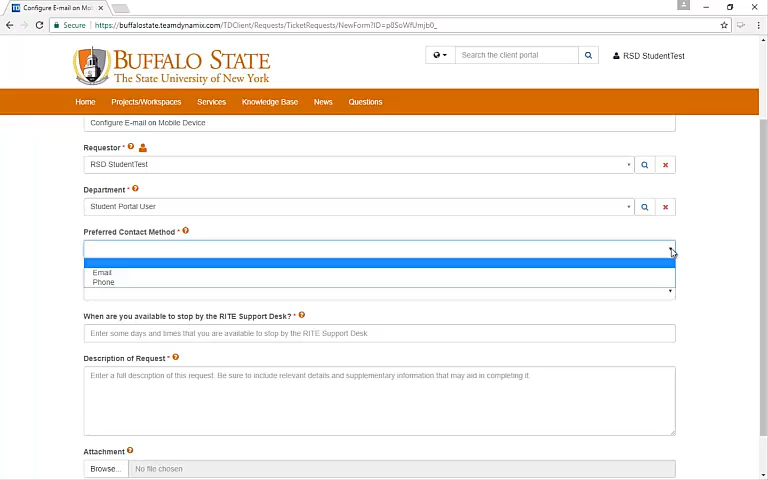 TD Configure E-mail on Mob
Secure https://buffalostate.teamdynamix.com/TDClient/Requests/TicketRequests/NewForm?ID=p8SoWfUmjb0_
BUFFALO STATE
The State University of New York
Search the client portal
RSD StudentTest
Home Projects/Workspaces Services Knowledge Base News Questions
Configure E-mail on Mobile Device
Requestor *
RSD StudentTest
Department *
Student Portal User
Preferred Contact Method *
Email
Phone
When are you available to stop by the RITE Support Desk? *
Enter some days and times that you are available to stop by the RITE Support Desk
Description of Request *
Enter a full description of this request. Be sure to include relevant details and supplementary information that may aid in completing it.
Attachment
Browse... No file chosen